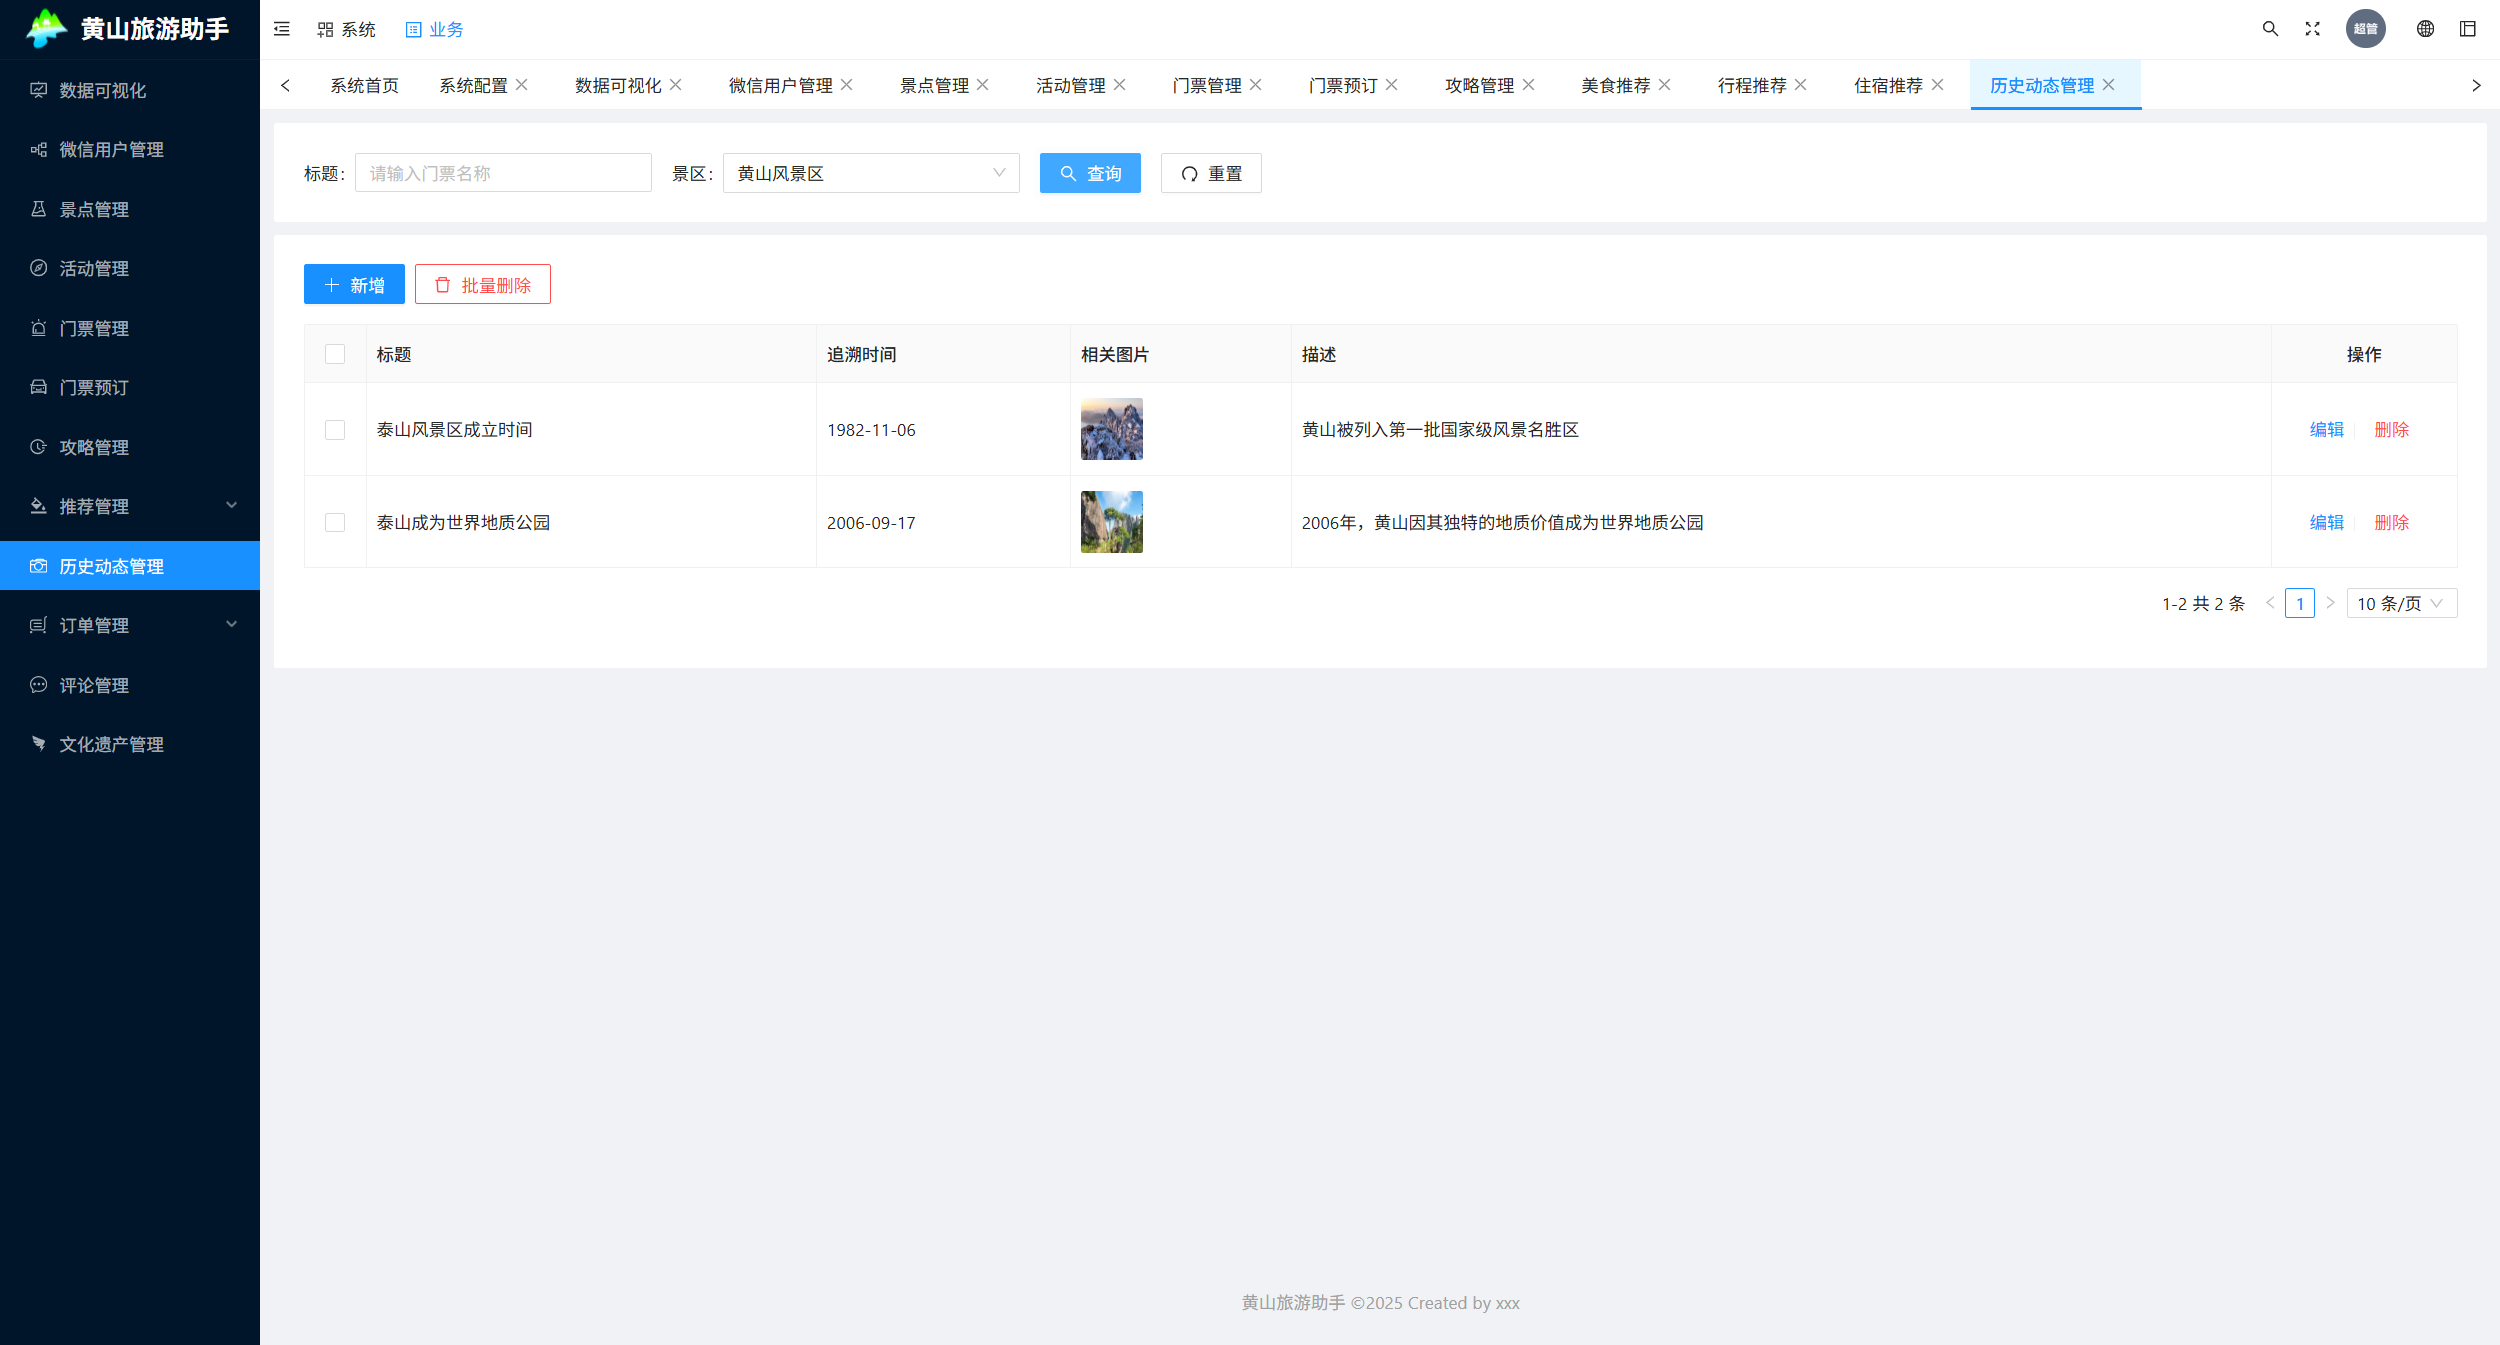 黄山旅游助手
系统 业务
超管
系统首页 系统配置 数据可视化 微信用户管理 景点管理 活动管理 门票管理 门票预订 攻略管理 美食推荐 行程推荐 住宿推荐 历史动态管理
数据可视化
微信用户管理
景点管理
活动管理
门票管理
门票预订
攻略管理
推荐管理
历史动态管理
订单管理
评论管理
文化遗产管理
标题: 请输入门票名称 景区: 黄山风景区 查询 重置
新增 批量删除
标题 追溯时间 相关图片 描述 操作
泰山风景区成立时间 1982-11-06 黄山被列入第一批国家级风景名胜区 编辑 删除
泰山成为世界地质公园 2006-09-17 2006年，黄山因其独特的地质价值成为世界地质公园 编辑 删除
1-2 共 2 条 1 10 条/页
黄山旅游助手 ©2025 Created by xxx